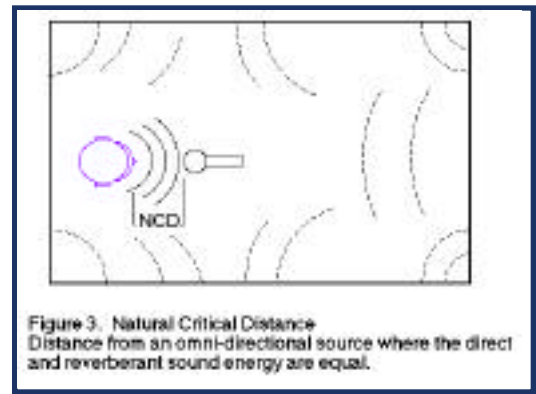 NCD
Figure 3. Natural Critical Distance
Distance from an omni-directional source where the direct
and reverberant sound energy are equal.